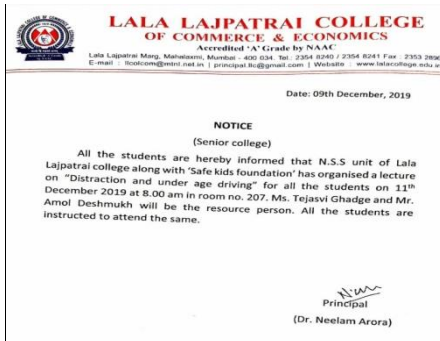 LALA LAJPATRAI COLLEGE
OF COMMERCE & ECONOMICS
Accredited 'A' Grade by NAAC
Lala Lajpatrai Marg, Mahalaxmi, Mumbai - 400 034. Tel.: 2354 8240 / 2354 8241 Fax : 2353 2896
E-mail : llcolcom@mtnl.net.in | principal.llc@gmail.com | Website : www.lalacollege.edu.in
Date: 09th December, 2019
NOTICE
(Senior college)
All the students are hereby informed that N.S.S unit of Lala
Lajpatrai college along with 'Safe kids foundation' has organised a lecture
on "Distraction and under age driving" for all the students on 11th
December 2019 at 8.00 am in room no. 207. Ms. Tejasvi Ghadge and Mr.
Amol Deshmukh will be the resource person. All the students are
instructed to attend the same.
Principal
(Dr. Neelam Arora)